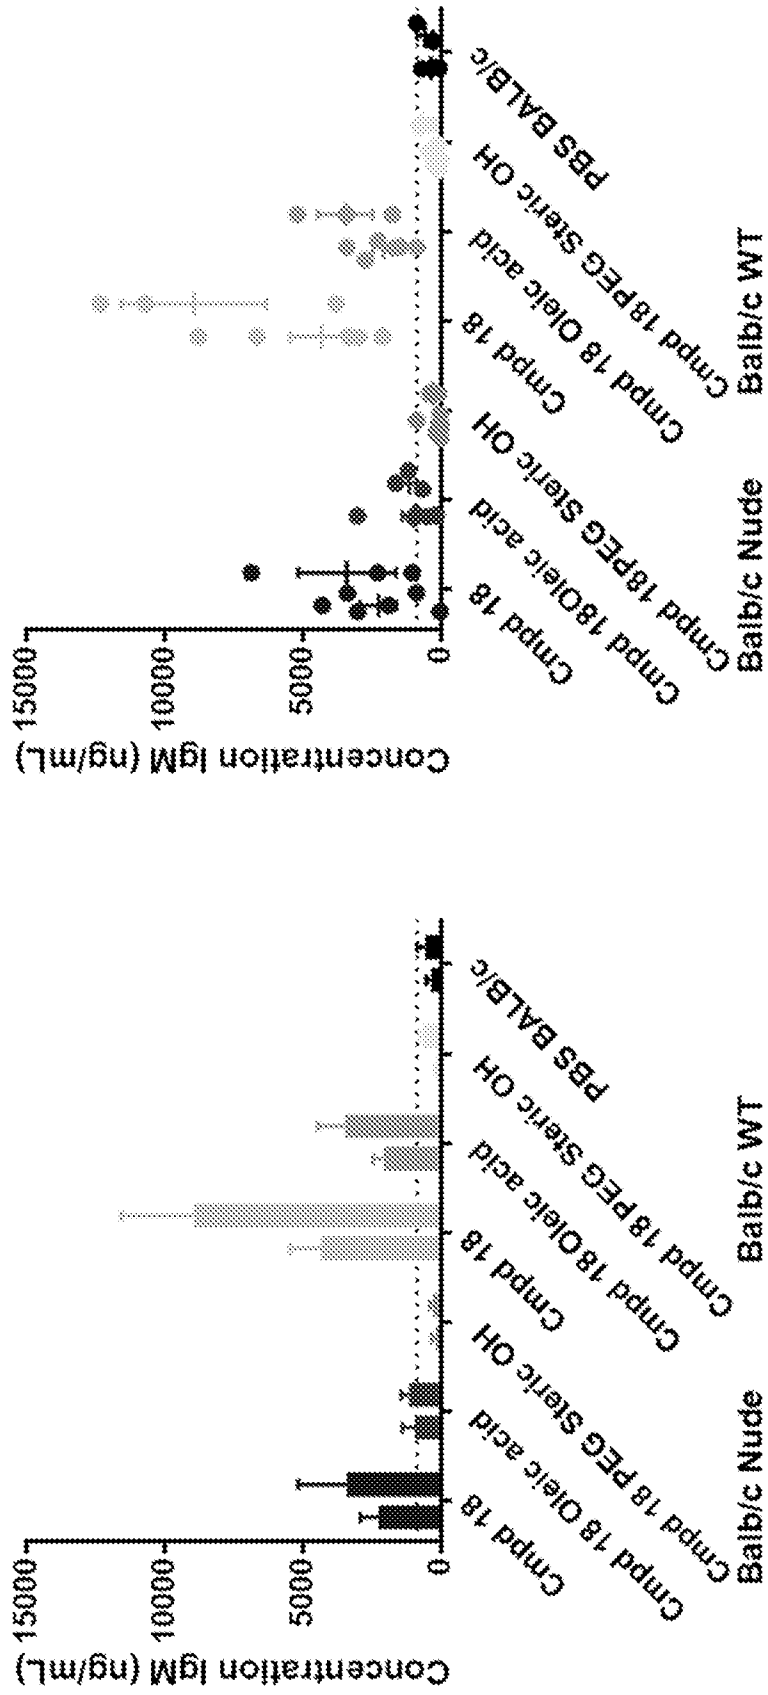 Concentration IgM (ng/mL)
15000
10000
5000
0
Cmpd 18
Cmpd 18 Oleic acid
Cmpd 18 PEG Steric OH
Cmpd 18
Cmpd 18 Oleic acid
Cmpd 18 PEG Steric OH
PBS BALB/c
Balb/c Nude
Balb/c WT
Concentration IgM (ng/mL)
15000
10000
5000
0
Cmpd 18
Cmpd 18Oleic acid
Cmpd 18PEG Steric OH
Cmpd 18
Cmpd 18 Oleic acid
Cmpd 18PEG Steric OH
PBS BALB/c
Balb/c Nude
Balb/c WT